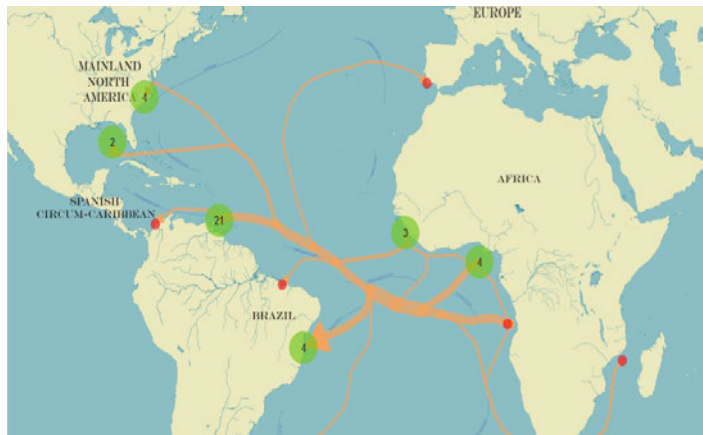 EUROPE
MAINLAND
NORTH
AMERICA
4
2
AFRICA
SPANISH
CIRCUM-CARIBBEAN
21
3
4
BRAZIL
4